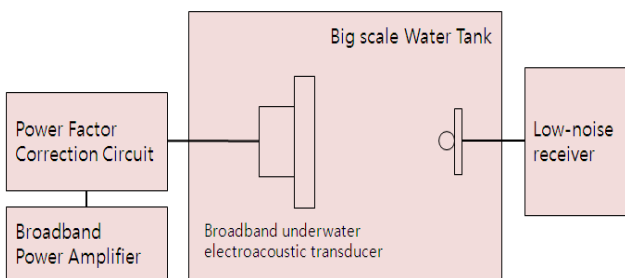 Big scale Water Tank
Power Factor
Correction Circuit
Low-noise
receiver
Broadband
Power Amplifier
Broadband underwater
electroacoustic transducer